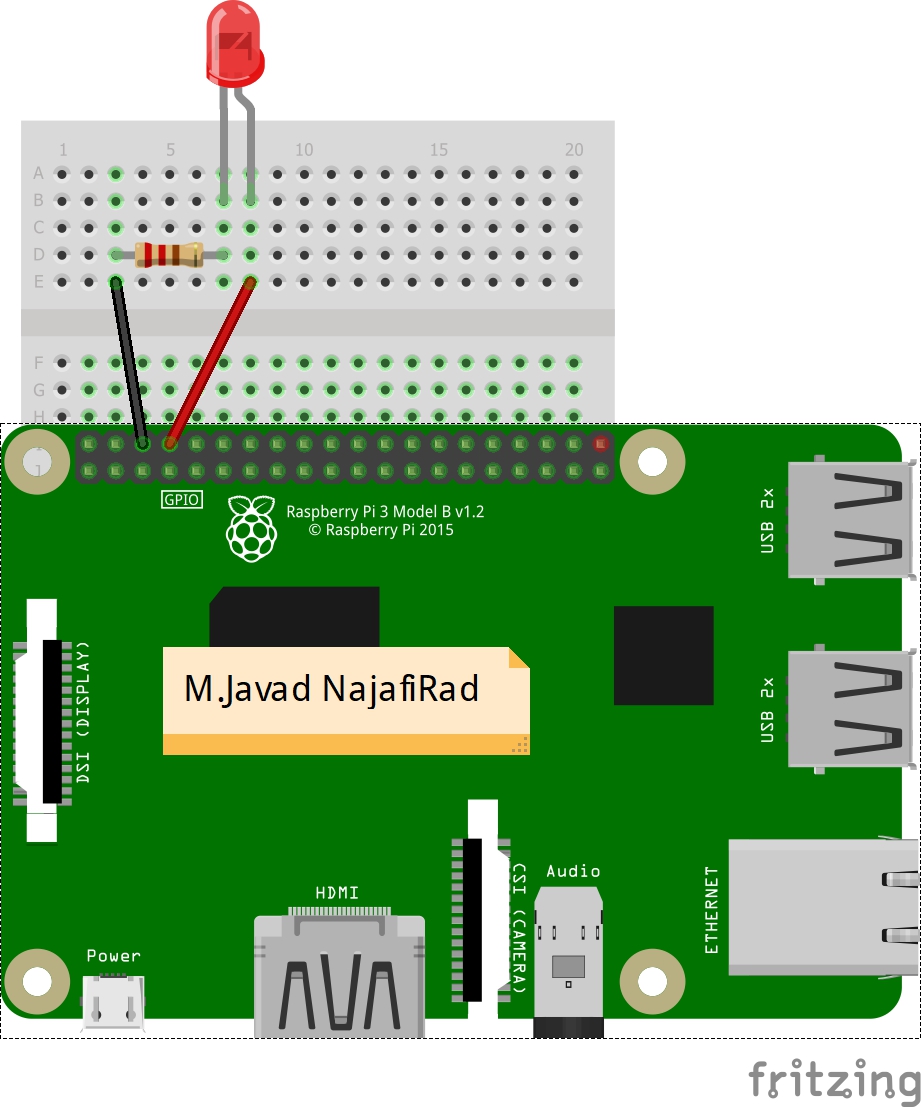 1 5 10 15 20
A
B
C
D
E
F
G
H
1
GPIO
Raspberry Pi 3 Model B v1.2
© Raspberry Pi 2015
USB 2x
DSI (DISPLAY)
M.Javad NajafiRad
USB 2x
HDMI
CSI (CAMERA)
Audio
ETHERNET
Power
fritzing